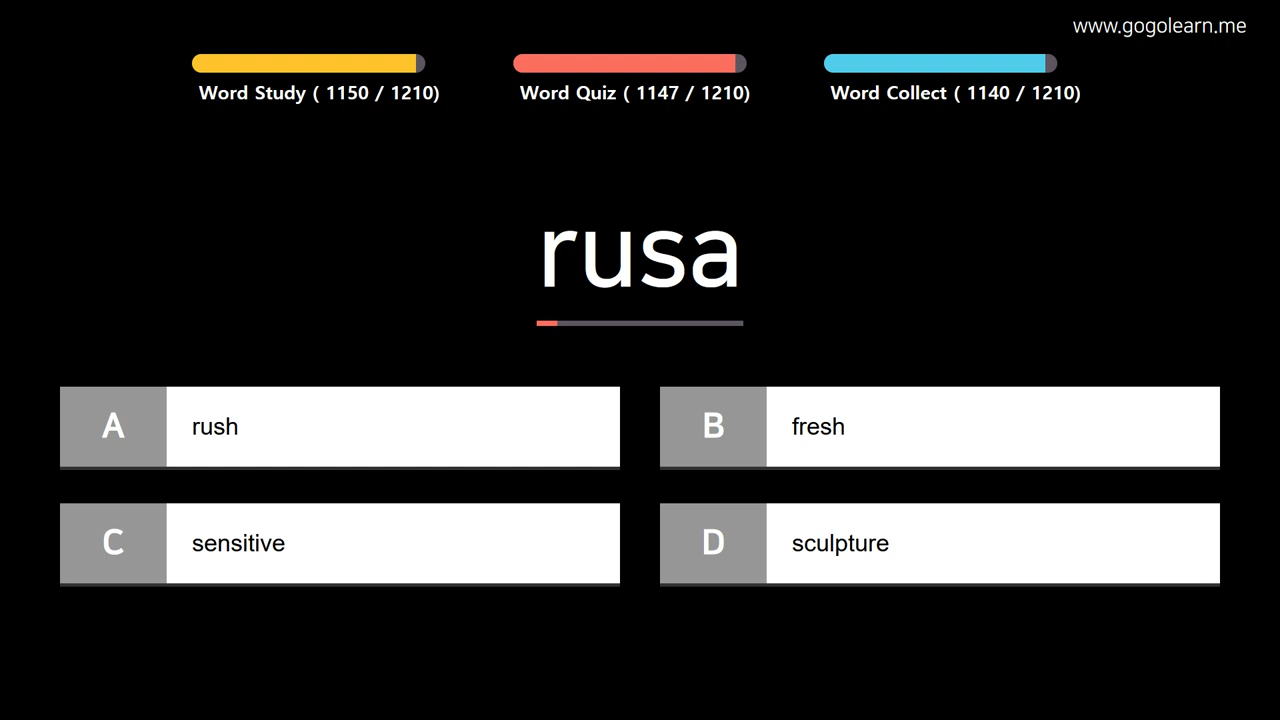 www.gogolearn.me
Word Study ( 1150 / 1210)
Word Quiz ( 1147 / 1210)
Word Collect ( 1140 / 1210)
rusa
A rush
B fresh
C sensitive
D sculpture